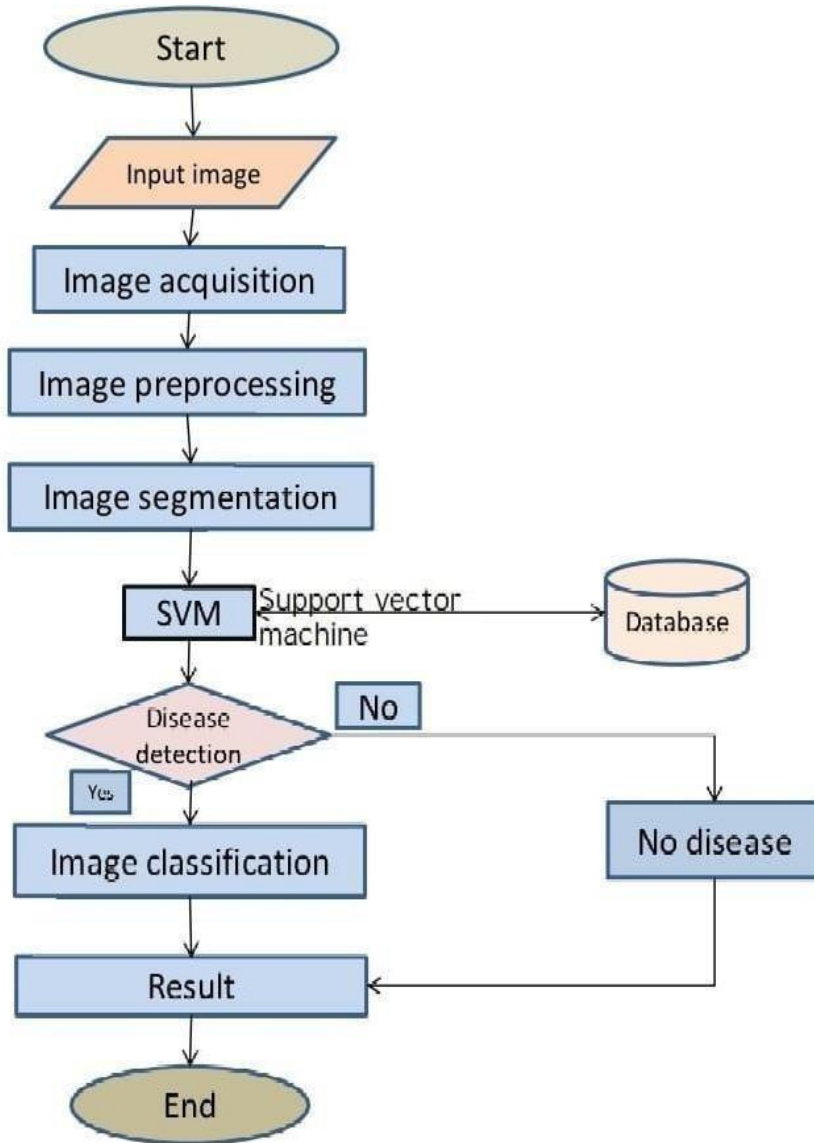 Start
Input image
Image acquisition
Image preprocessing
Image segmentation
SVM
Support vector
machine
Database
Disease
detection
No
Yes
Image classification
No disease
Result
End